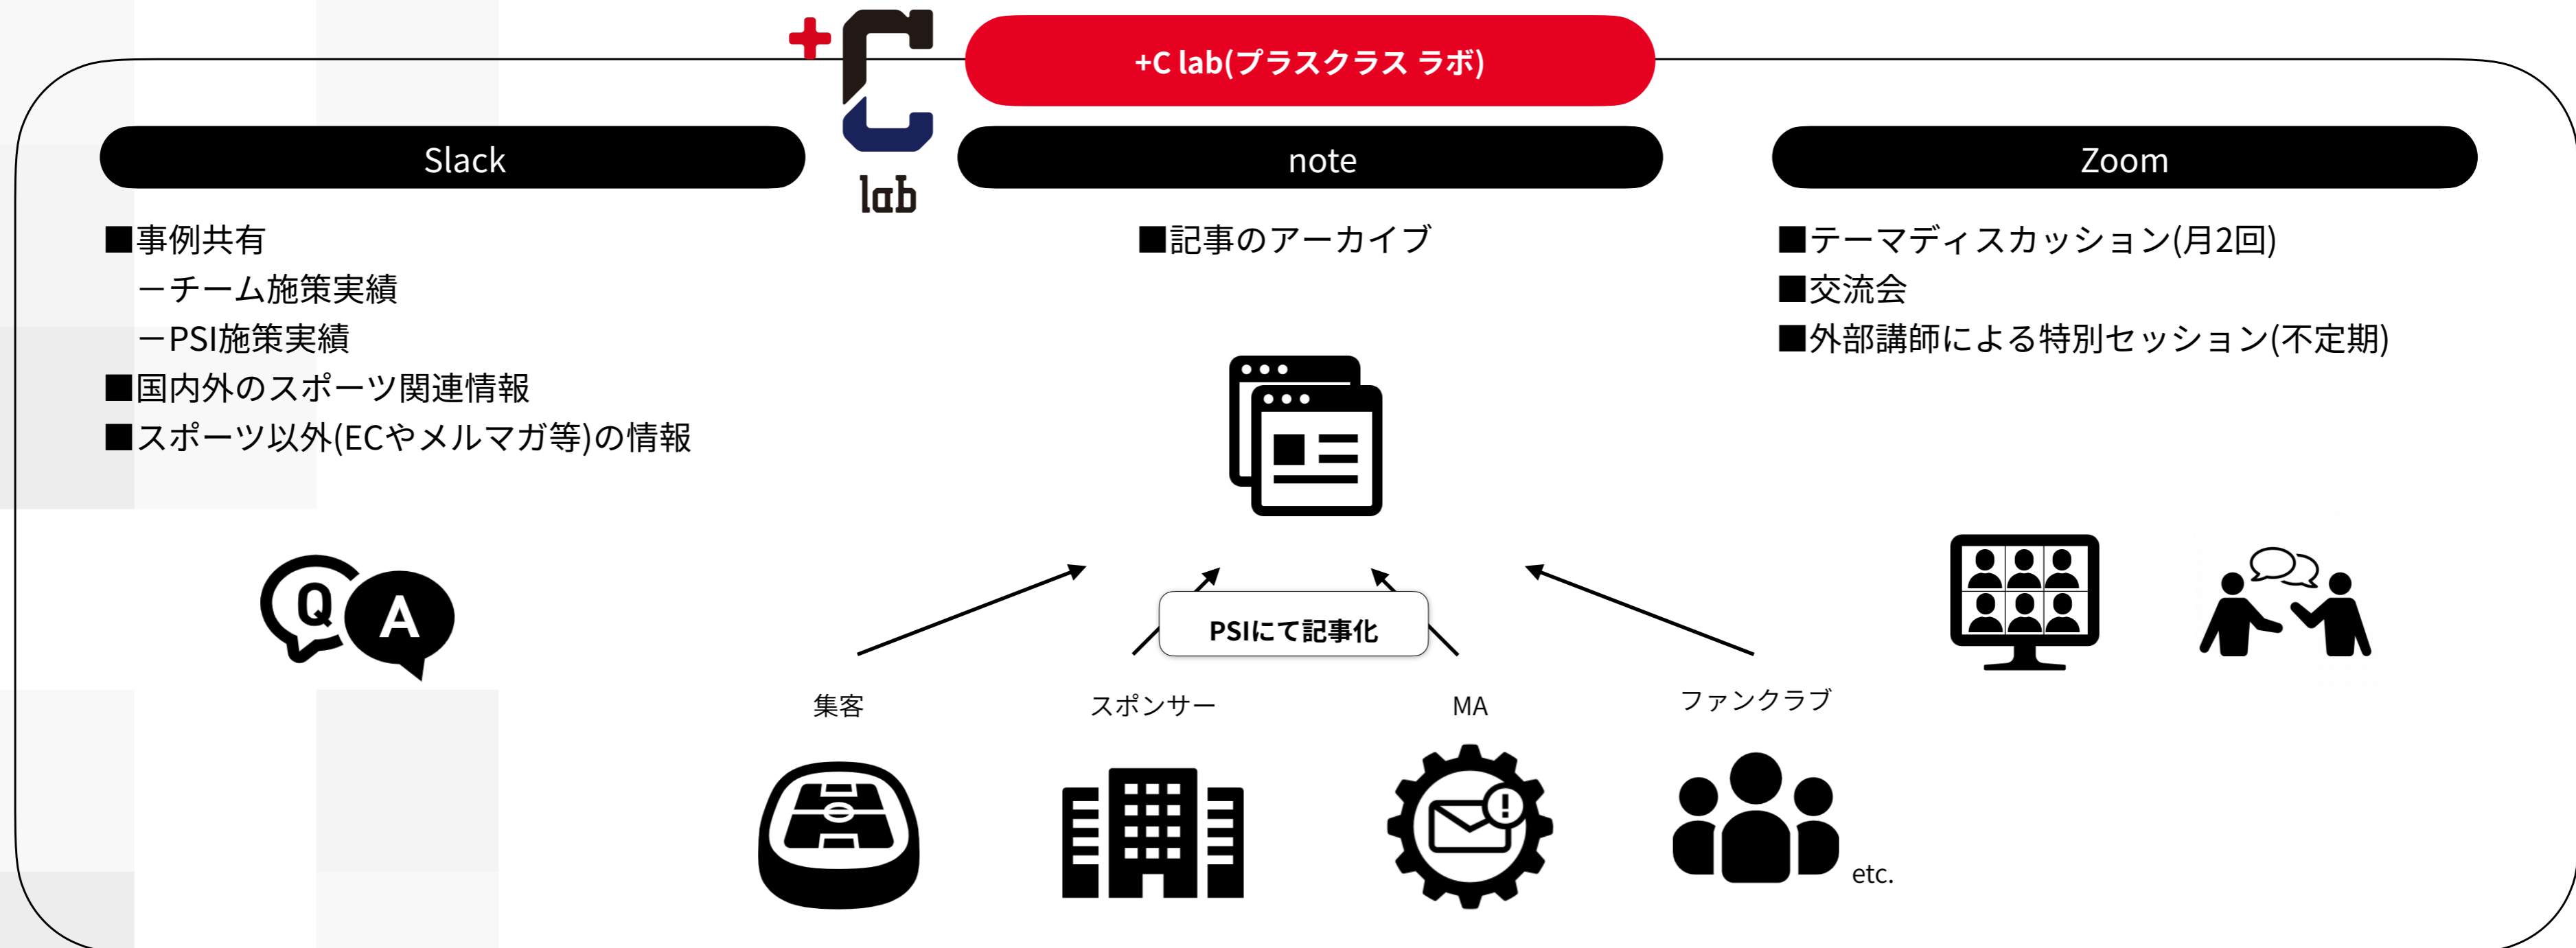 +C lab(プラスクラス ラボ)
+C
lab
Slack
■事例共有
－チーム施策実績
－PSI施策実績
■国内外のスポーツ関連情報
■スポーツ以外(ECやメルマガ等)の情報
Q A
note
■記事のアーカイブ
PSIにて記事化
集客
スポンサー
MA
ファンクラブ
etc.
Zoom
■テーマディスカッション(月2回)
■交流会
■外部講師による特別セッション(不定期)